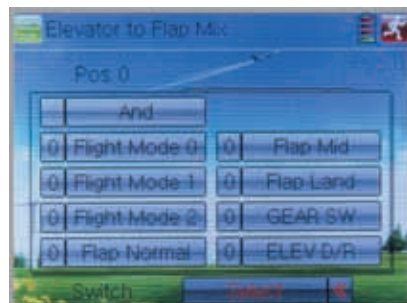 Elevator to Flap Mix
Pos 0
And
0 Flight Mode 0 0 Flap Mid
0 Flight Mode 1 0 Flap Land
0 Flight Mode 2 0 GEAR SW
0 Flap Normal 0 ELEV D/R
Switch Select